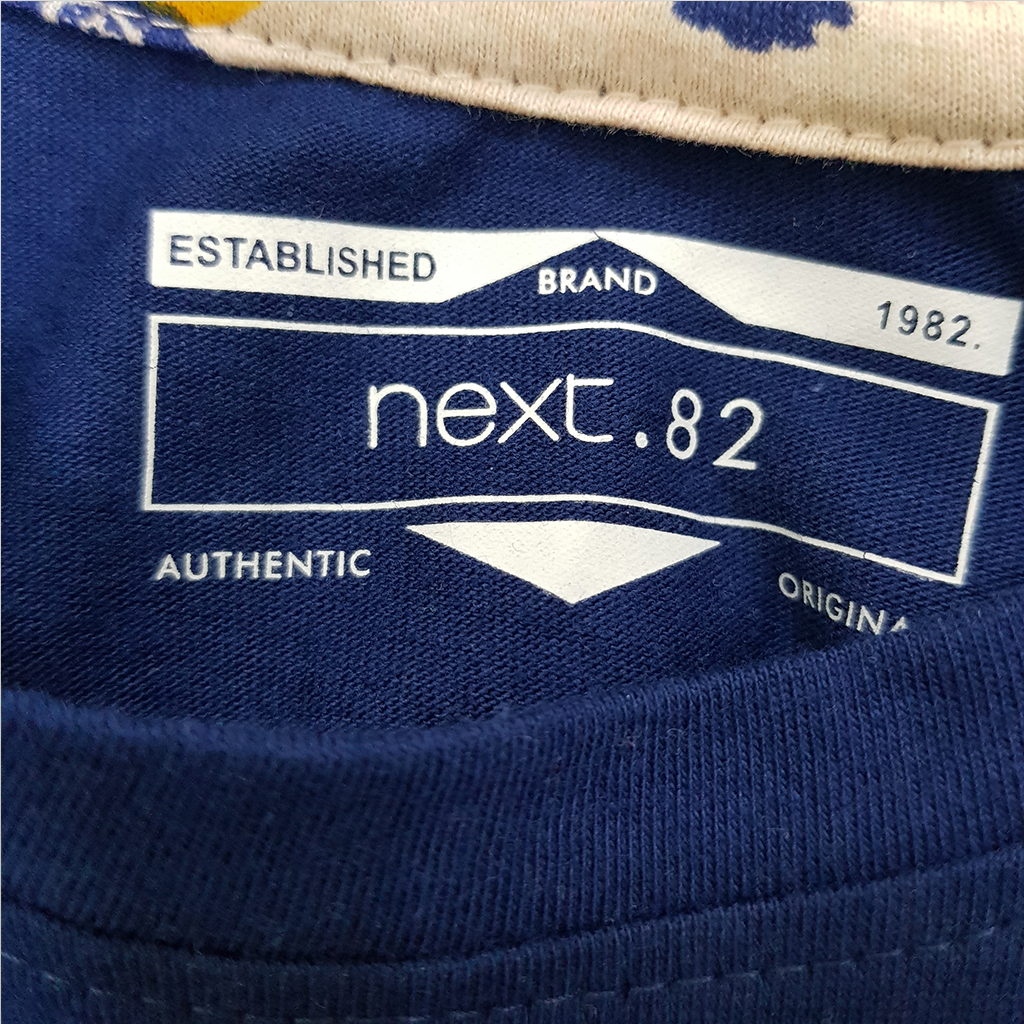 ESTABLISHED BRAND 1982.
next.82
AUTHENTIC